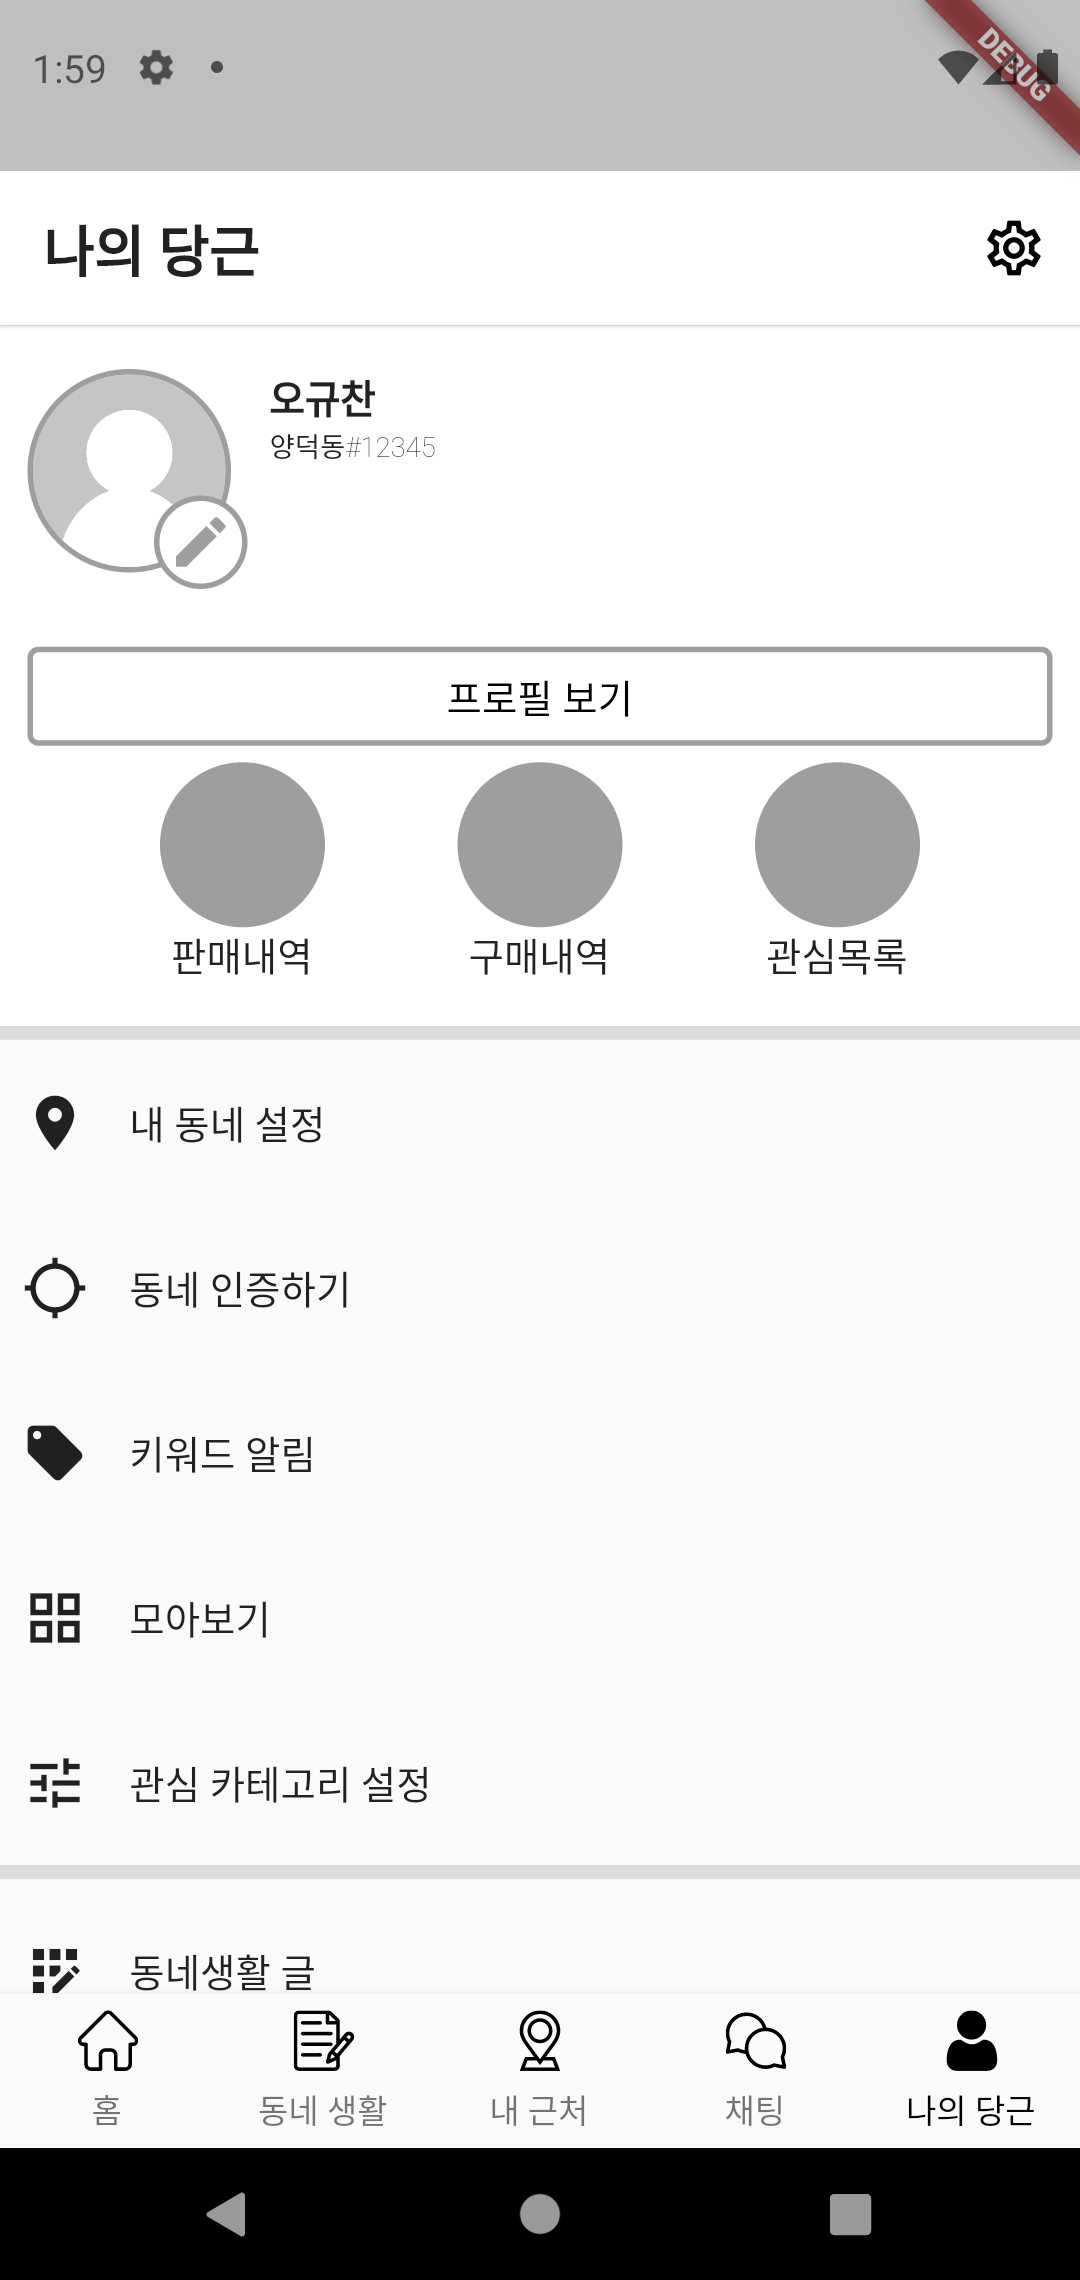 1:59
DEBUG
나의 당근
오규찬
양덕동#12345
프로필 보기
판매내역 구매내역 관심목록
내 동네 설정
동네 인증하기
키워드 알림
모아보기
관심 카테고리 설정
동네생활 글
홈 동네 생활 내 근처 채팅 나의 당근